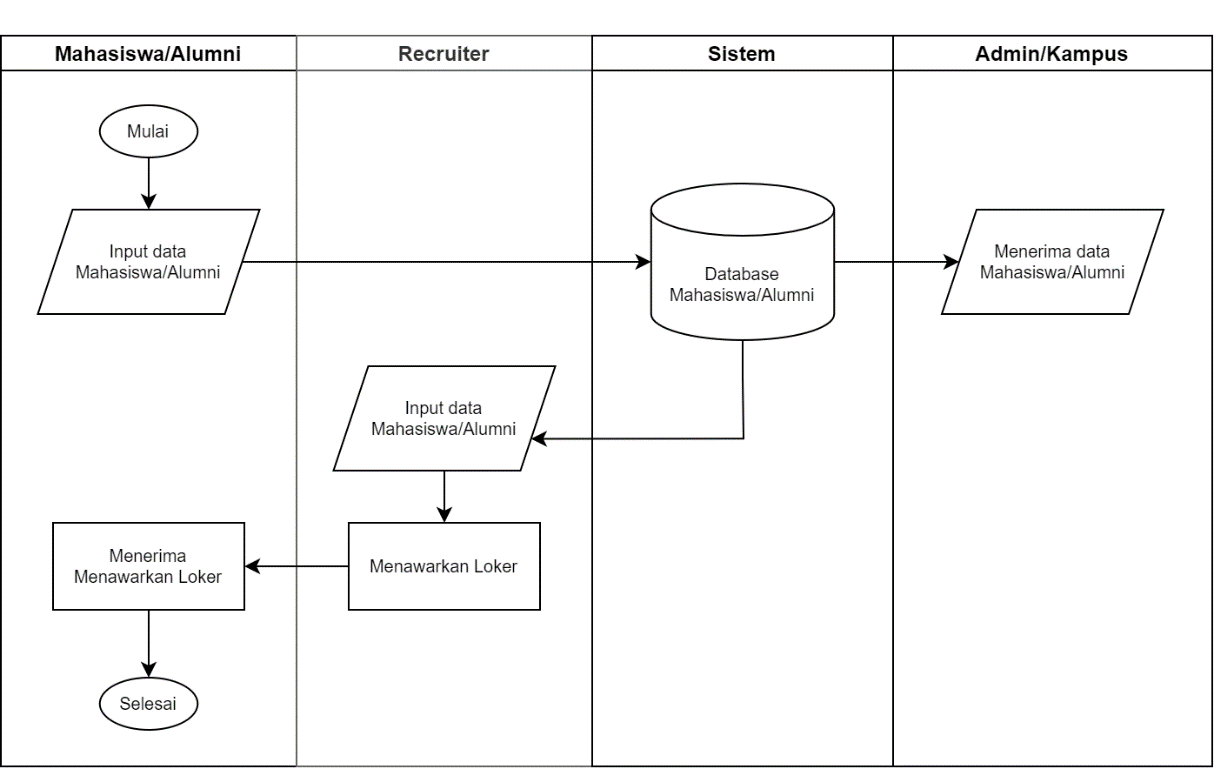 Mahasiswa/Alumni
Recruiter
Sistem
Admin/Kampus
Mulai
Input data
Mahasiswa/Alumni
Database
Mahasiswa/Alumni
Menerima data
Mahasiswa/Alumni
Input data
Mahasiswa/Alumni
Menerima
Menawarkan Loker
Menawarkan Loker
Selesai